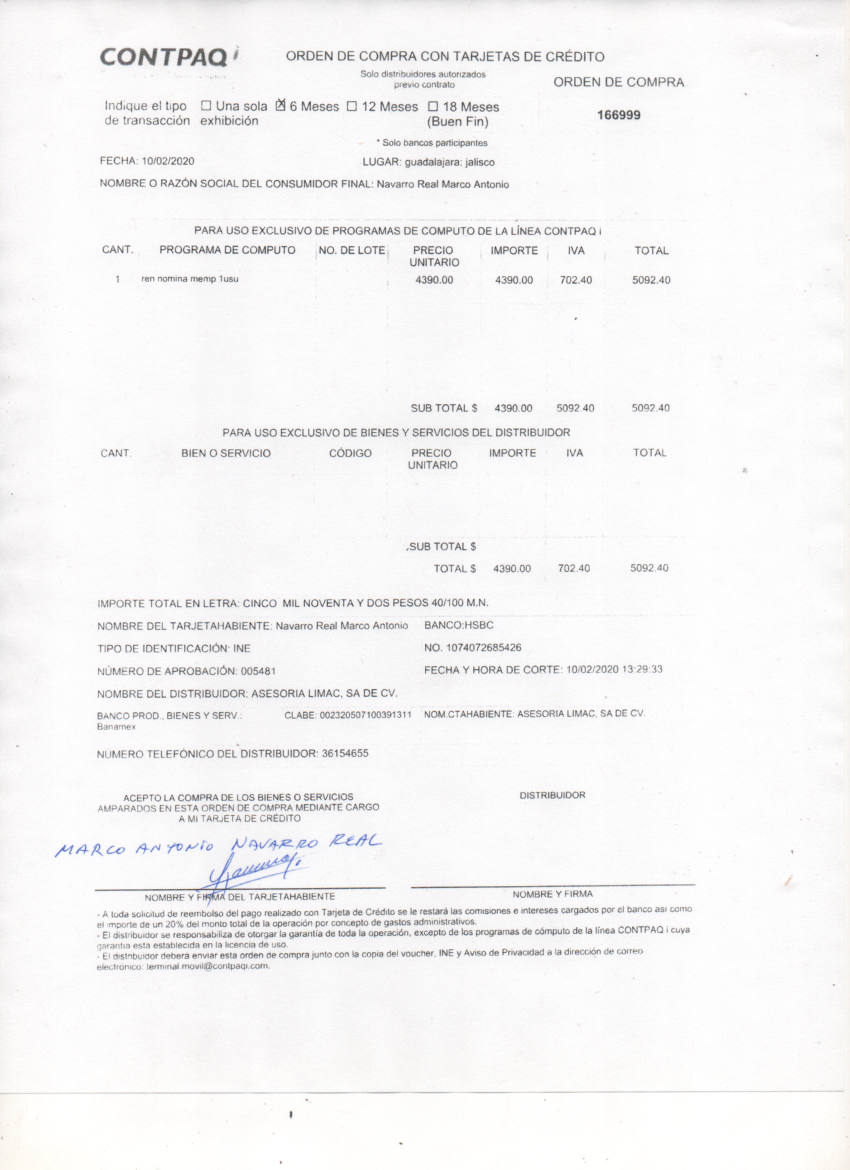 CONTPAQ i
ORDEN DE COMPRA CON TARJETAS DE CRÉDITO
Solo distribuidores autorizados
previo contrato
ORDEN DE COMPRA
Indique el tipo ☐ Una sola ☒ 6 Meses ☐ 12 Meses ☐ 18 Meses
de transacción exhibición (Buen Fin)
166999
* Solo bancos participantes
FECHA: 10/02/2020 LUGAR: guadalajara: jalisco
NOMBRE O RAZÓN SOCIAL DEL CONSUMIDOR FINAL: Navarro Real Marco Antonio
PARA USO EXCLUSIVO DE PROGRAMAS DE COMPUTO DE LA LÍNEA CONTPAQ i
CANT. PROGRAMA DE COMPUTO NO. DE LOTE PRECIO UNITARIO IMPORTE IVA TOTAL
1 ren nomina memp 1usu 4390.00 4390.00 702.40 5092.40
SUB TOTAL $ 4390.00 5092.40 5092.40
PARA USO EXCLUSIVO DE BIENES Y SERVICIOS DEL DISTRIBUIDOR
CANT. BIEN O SERVICIO CÓDIGO PRECIO UNITARIO IMPORTE IVA TOTAL
SUB TOTAL $
TOTAL $ 4390.00 702.40 5092.40
IMPORTE TOTAL EN LETRA: CINCO MIL NOVENTA Y DOS PESOS 40/100 M.N.
NOMBRE DEL TARJETAHABIENTE: Navarro Real Marco Antonio BANCO:HSBC
TIPO DE IDENTIFICACIÓN: INE NO. 1074072685426
NÚMERO DE APROBACIÓN: 005481 FECHA Y HORA DE CORTE: 10/02/2020 13:29:33
NOMBRE DEL DISTRIBUIDOR: ASESORIA LIMAC, SA DE CV.
BANCO PROD., BIENES Y SERV.: CLABE: 002320507100391311 NOM.CTAHABIENTE: ASESORIA LIMAC, SA DE CV.
Banamex
NUMERO TELEFÓNICO DEL DISTRIBUIDOR: 36154655
ACEPTO LA COMPRA DE LOS BIENES O SERVICIOS
AMPARADOS EN ESTA ORDEN DE COMPRA MEDIANTE CARGO
A MI TARJETA DE CRÉDITO
DISTRIBUIDOR
MARCO ANTONIO NAVARRO REAL
NOMBRE Y FIRMA DEL TARJETAHABIENTE
NOMBRE Y FIRMA
- A toda solicitud de reembolso del pago realizado con Tarjeta de Crédito se le restará las comisiones e intereses cargados por el banco asi como
el importe de un 20% del monto total de la operación por concepto de gastos administrativos.
- El distribuidor se responsabiliza de otorgar la garantía de toda la operación, excepto de los programas de cómputo de la línea CONTPAQ i cuya
garantia esta establecida en la licencia de uso.
- El distribuidor deberá enviar esta orden de compra junto con la copia del voucher, INE y Aviso de Privacidad a la dirección de correo
electrónico: terminal.movil@contpaqi.com.